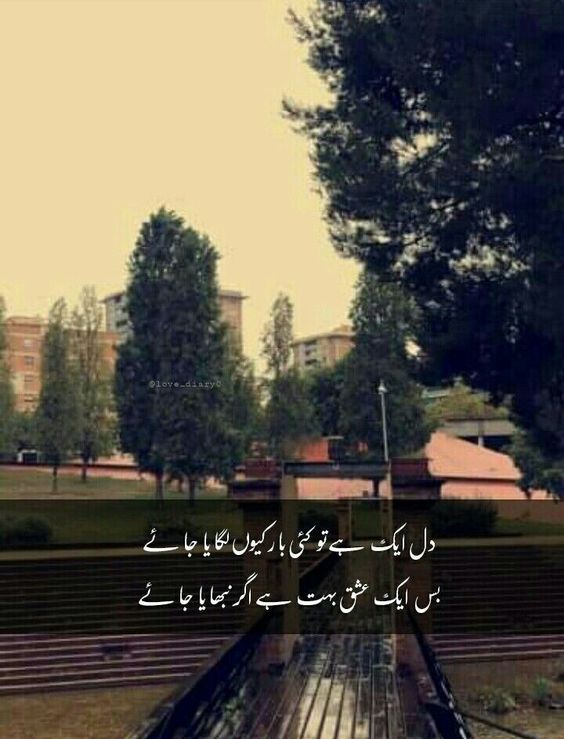 @love_diary0
دل ایک ہے تو کئی بار کیوں لگایا جائے
بس ایک عشق بہت ہے اگر نبھایا جائے